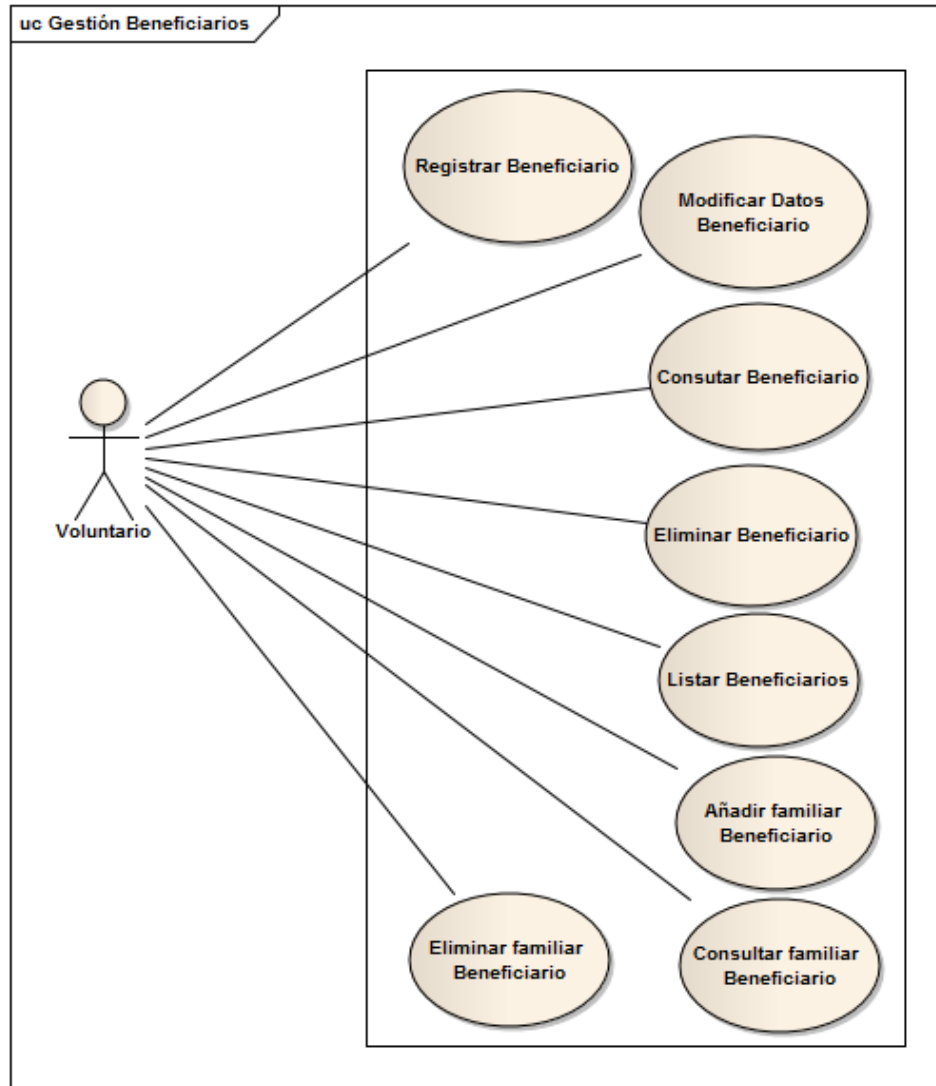 uc Gestión Beneficiarios
Registrar Beneficiario
Modificar Datos
Beneficiario
Consutar Beneficiario
Voluntario
Eliminar Beneficiario
Listar Beneficiarios
Añadir familiar
Beneficiario
Eliminar familiar
Beneficiario
Consultar familiar
Beneficiario